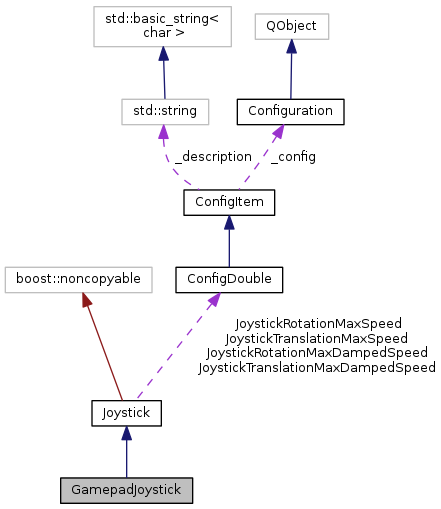 std::basic_string<
char >
QObject
std::string
Configuration
_description
_config
ConfigItem
boost::noncopyable
ConfigDouble
JoystickRotationMaxSpeed
JoystickTranslationMaxSpeed
JoystickRotationMaxDampedSpeed
JoystickTranslationMaxDampedSpeed
Joystick
GamepadJoystick